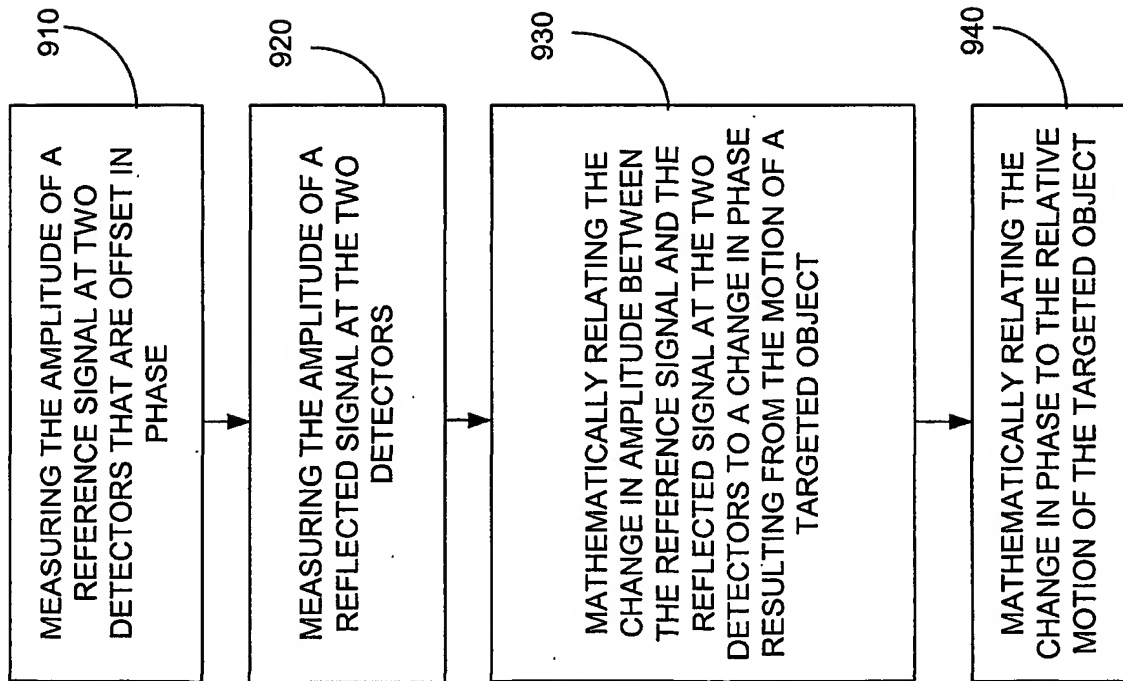 910
MEASURING THE AMPLITUDE OF A
REFERENCE SIGNAL AT TWO
DETECTORS THAT ARE OFFSET IN
PHASE
920
MEASURING THE AMPLITUDE OF A
REFLECTED SIGNAL AT THE TWO
DETECTORS
930
MATHEMATICALLY RELATING THE
CHANGE IN AMPLITUDE BETWEEN
THE REFERENCE SIGNAL AND THE
REFLECTED SIGNAL AT THE TWO
DETECTORS TO A CHANGE IN PHASE
RESULTING FROM THE MOTION OF A
TARGETED OBJECT
940
MATHEMATICALLY RELATING THE
CHANGE IN PHASE TO THE RELATIVE
MOTION OF THE TARGETED OBJECT